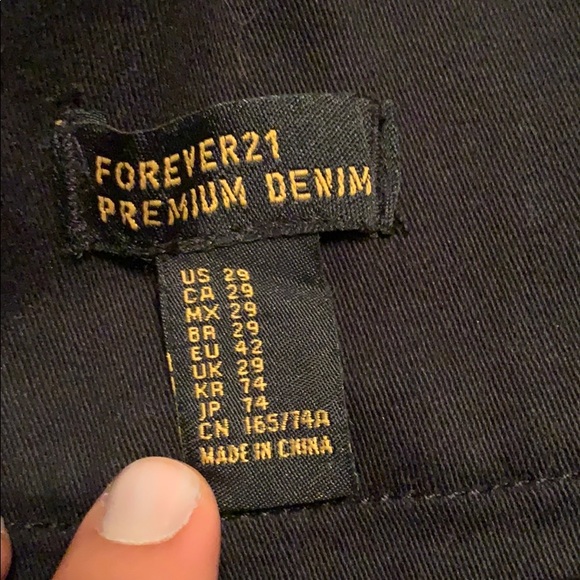 FOREVER21
PREMIUM DENIM
US 29
CA 29
MX 29
BR 29
EU 42
UK 29
KR 74
JP 74
CN 165/74A
MADE IN CHINA